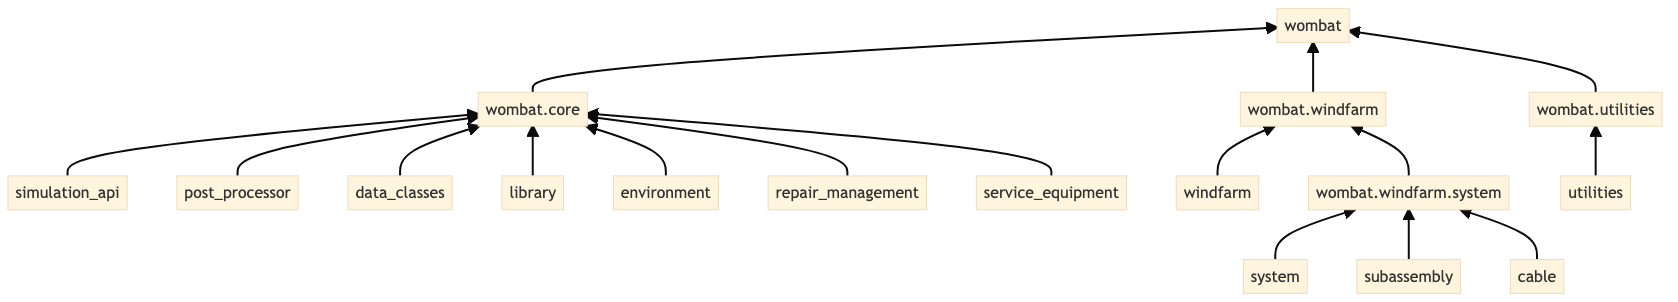 wombat
wombat.core
wombat.windfarm
wombat.utilities
simulation_api
post_processor
data_classes
library
environment
repair_management
service_equipment
windfarm
wombat.windfarm.system
utilities
system
subassembly
cable